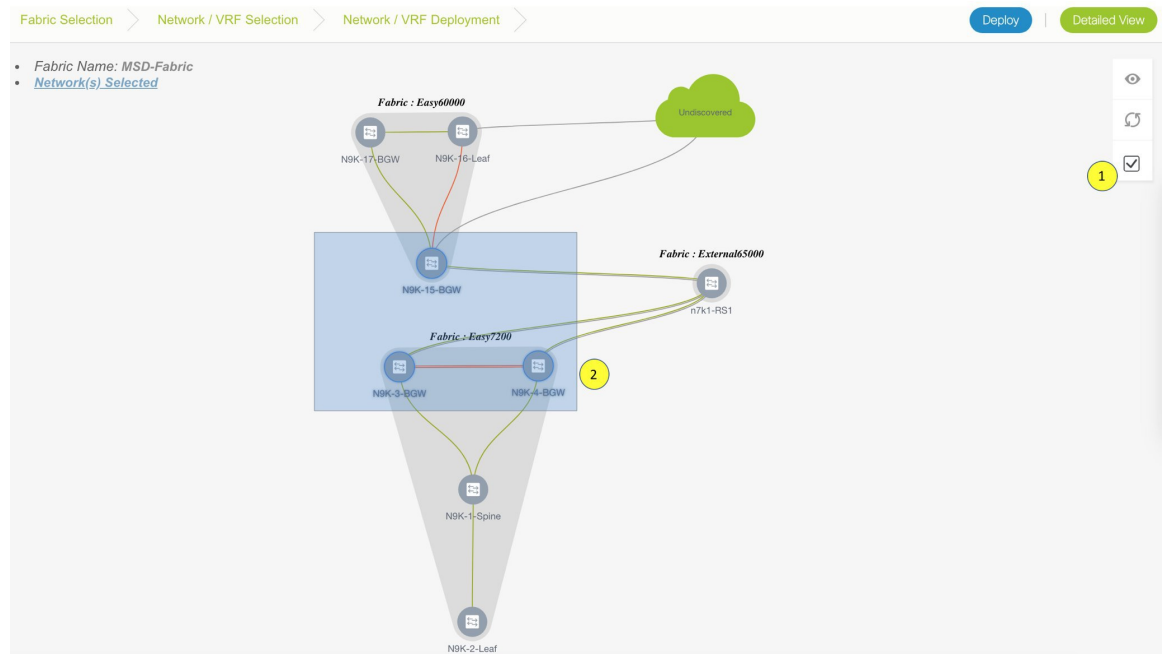 Fabric Selection
Network / VRF Selection
Network / VRF Deployment
Deploy
Detailed View
Fabric Name: MSD-Fabric
Network(s) Selected
Fabric : Easy60000
Undiscovered
N9K-17-BGW
N9K-16-Leaf
1
Fabric : External65000
N9K-15-BGW
n7k1-RS1
Fabric : Easy7200
2
N9K-3-BGW
N9K-4-BGW
N9K-1-Spine
N9K-2-Leaf